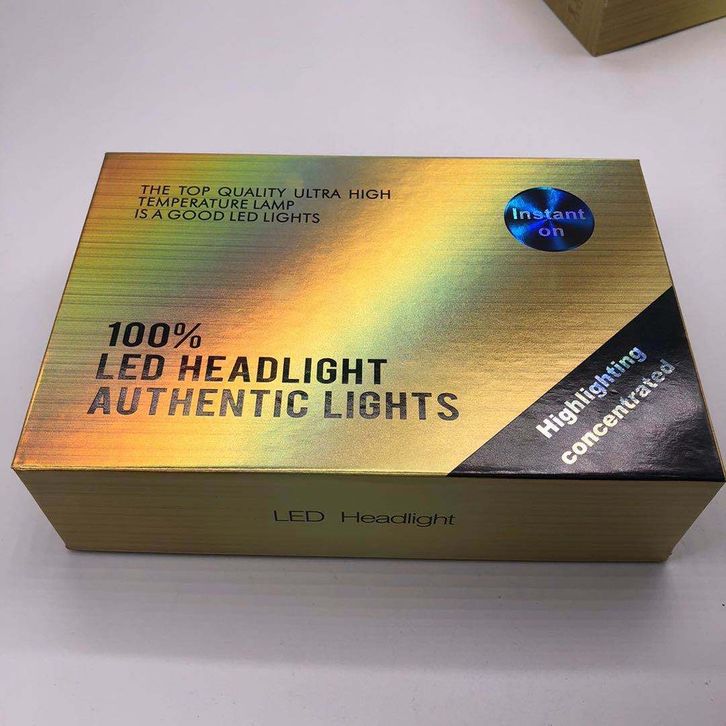 THE TOP QUALITY ULTRA HIGH
TEMPERATURE LAMP
IS A GOOD LED LIGHTS
Instant
on
100%
LED HEADLIGHT
AUTHENTIC LIGHTS
Highlighting
concentrated
LED Headlight